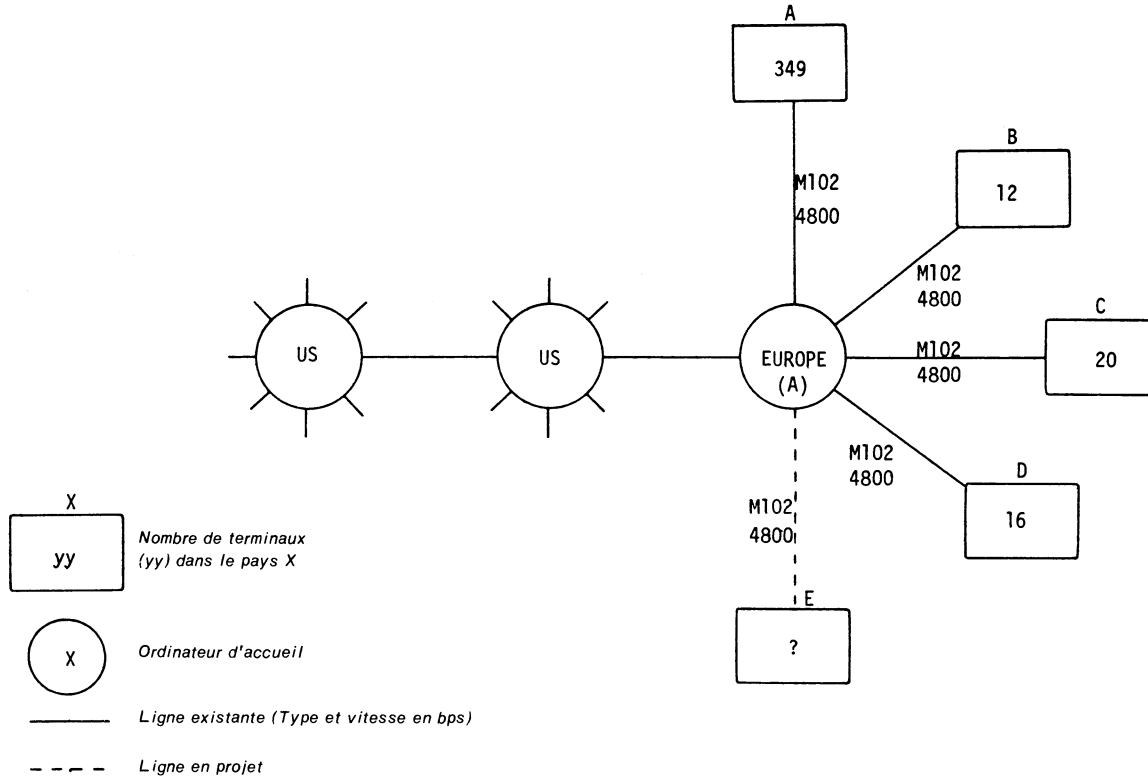 A
349
M102
4800
B
12
M102
4800
C
20
M102
4800
US
US
EUROPE
(A)
M102
4800
D
16
M102
4800
E
?
X
yy
Nombre de terminaux
(yy) dans le pays X
X
Ordinateur d'accueil
Ligne existante (Type et vitesse en bps)
Ligne en projet